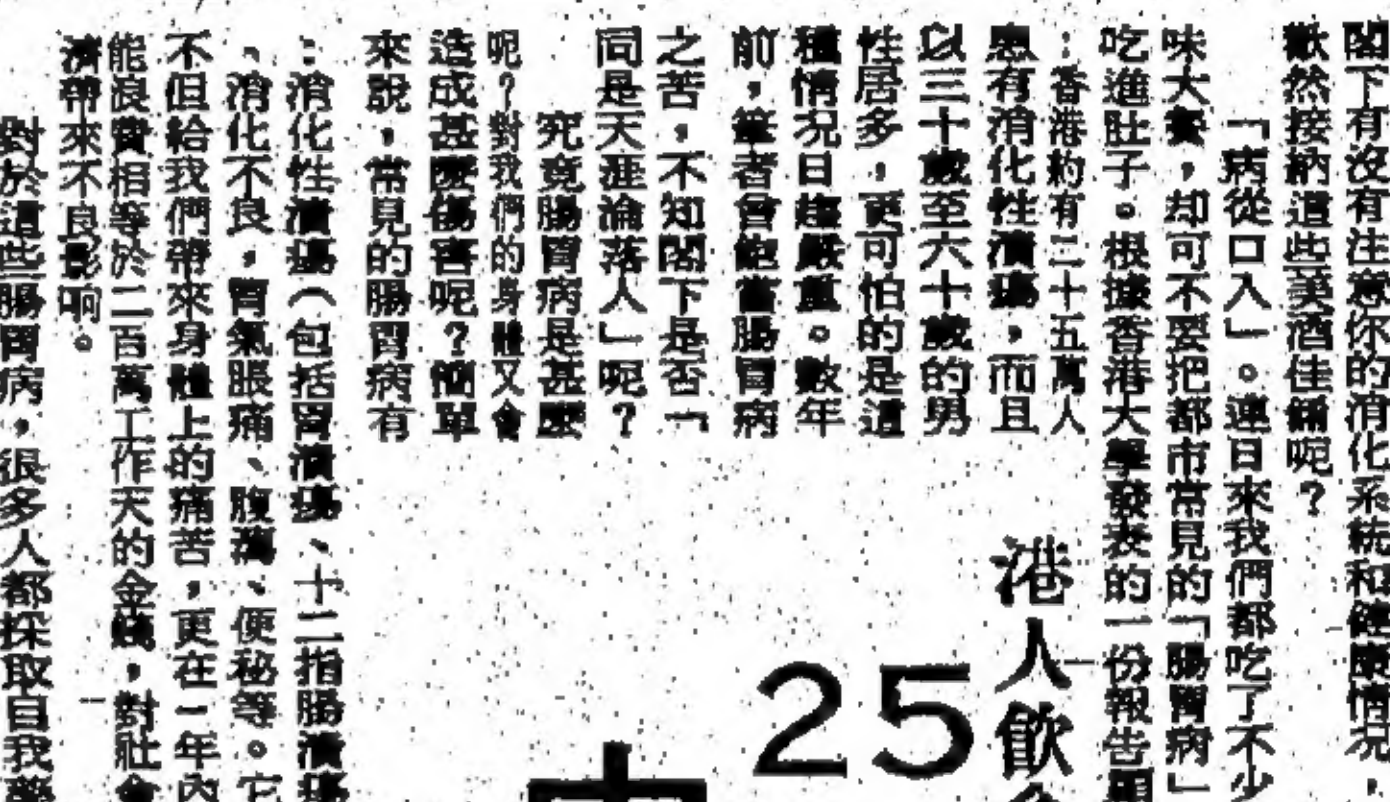 閣下有沒有注意你的消化系統和健康情況,
歡然接納這些美酒佳餚呢?
「病從口入」。連日來我們都吃了不少
味大餐,却可不要把都市常見的「腸胃病」
吃進肚子。根據香港大學發表的一份報告顯
:香港約有二十五萬人
患有消化性潰瘍,而且
以三十歲至六十歲的男
性居多,更可怕的是這
種情况日趨嚴重。數年
前,筆者曾飽嘗腸胃病
之苦,不知閣下是否「
同是天涯淪落人」呢?
究竟腸胃病是甚麼
呢?對我們的身體又會
造成甚麼傷害呢?簡單
來說,常見的腸胃病有
:消化性潰瘍(包括胃潰瘍、十二指腸潰瘍
、消化不良,胃氣脹痛、腹瀉、便秘等。它
不但給我們帶來身體上的痛苦,更在一年內
能浪費相等於二百萬工作天的金錢,對社會
濟帶來不良影响。
對於這些腸胃病,很多人都採取自我藥
港人飲食
25